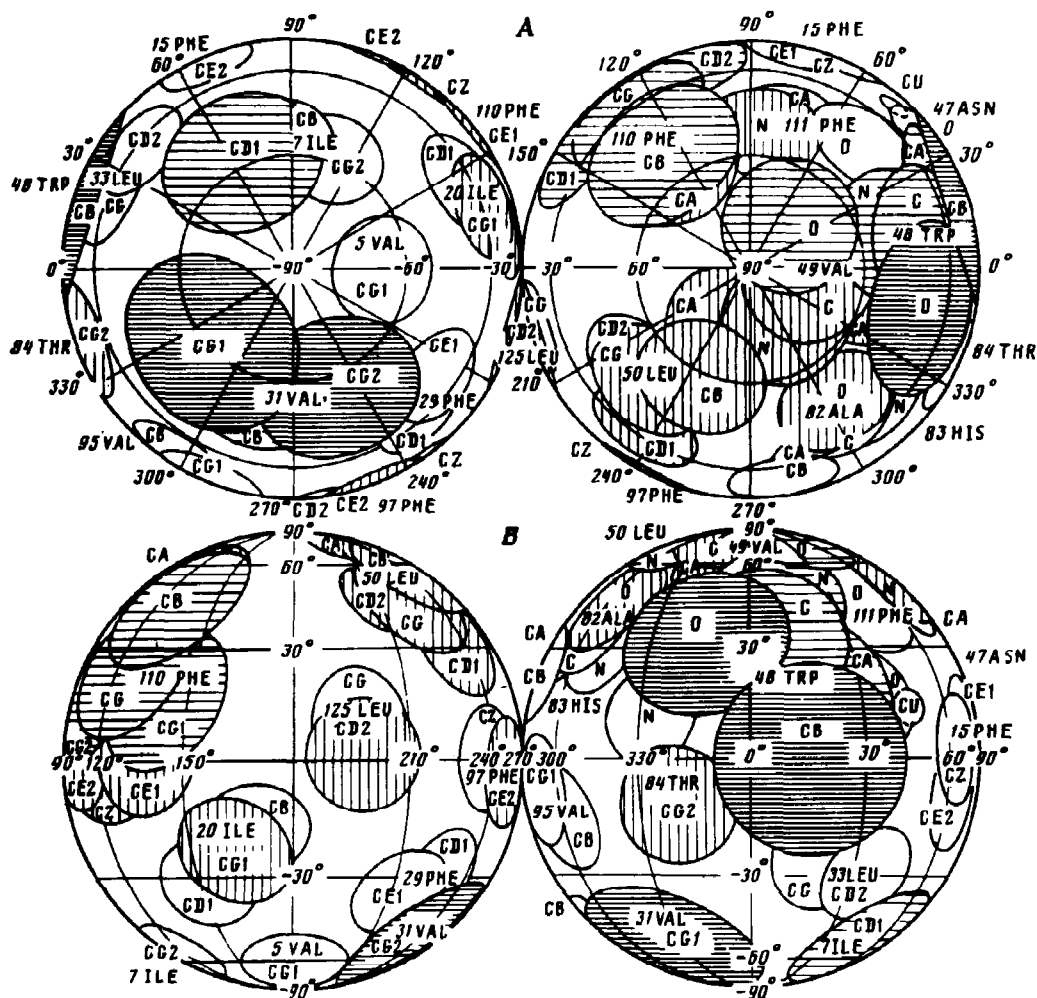 A
90°
15 PHE
60°
CE2
CE2
120°
CZ
110 PHE
CE1
CD2
CB
7 ILE
CD1
CG2
CD1
150°
30°
33 LEU
20 ILE
48 TRP
CB
CG
CG1
5 VAL
0°
-90°
-60°
-30°
CG1
CG2
CG1
CG2
CE1
84 THR
330°
31 VAL
29 PHE
95 VAL
CB
CB
CD1
CZ
CG1
300°
240°
270°
CD2
CE2
97 PHE
CG
CD2
125 LEU
210°
90°
15 PHE
CE1
CD2
CZ
60°
120°
CG
CU
CA
47 ASN
N
111 PHE
O
110 PHE
O
CA
30°
CB
CD1
CA
N
C
CB
O
48 TRP
30°
60°
90°
49 VAL
0°
CA
C
O
CD2
CA
CG
N
84 THR
50 LEU
CB
O
330°
82 ALA
N
CD1
C
83 HIS
CZ
CA
CB
300°
240°
97 PHE
270°
B
90°
CA
CA
CB
60°
50 LEU
CB
CD2
CG
30°
110 PHE
CD1
CG
CG
CG1
125 LEU
CD2
CZ
CG2
90°
120°
150°
210°
240°
270°
CE2
CE1
97 PHE
CZ
CE2
CB
20 ILE
CG1
CD1
-30°
29 PHE
CD1
CE1
31 VAL
CG2
CG2
5 VAL
7 ILE
CG1
-90°
50 LEU
90°
C
49 VAL
O
CA
60°
N
N
O
C
82 ALA
O
111 PHE
CA
CA
30°
C
48 TRP
CA
47 ASN
N
O
CB
CU
CE1
83 HIS
N
CB
15 PHE
300°
330°
0°
30°
60°
90°
CG1
84 THR
CZ
95 VAL
CG2
CE2
CB
-30°
33 LEU
CG
CD2
CB
31 VAL
CD1
CG1
7 ILE
-60°
-90°